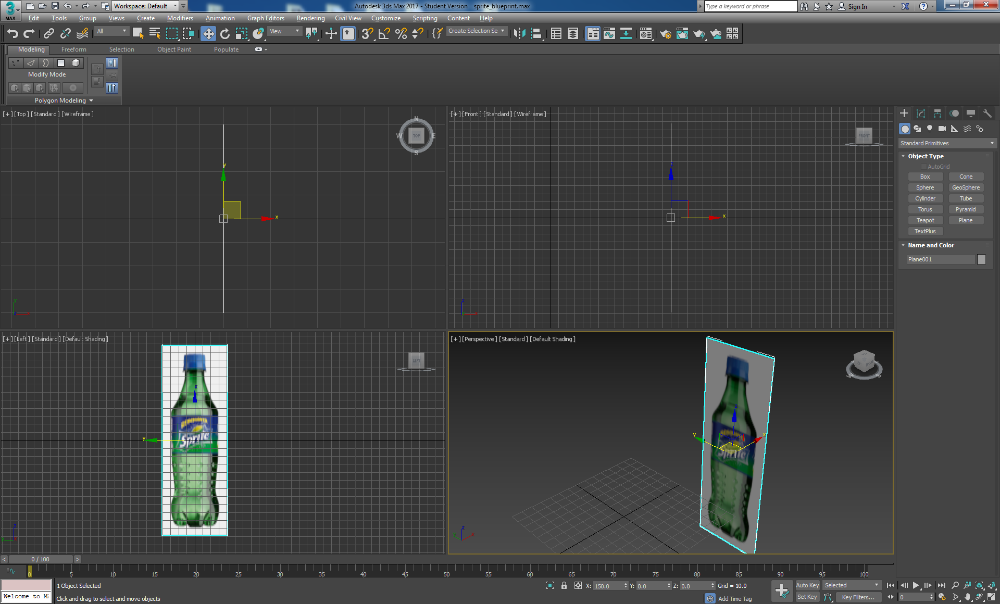 Workspace: Default
Autodesk 3ds Max 2017 - Student Version sprite_blueprint.max
Type a keyword or phrase
Sign In
3
MAX
Edit Tools Group Views Create Modifiers Animation Graph Editors Rendering Civil View Customize Scripting Content Help
All
View
Create Selection Se
Modeling Freeform Selection Object Paint Populate
Modify Mode
Polygon Modeling
[+] [Top] [Standard] [Wireframe]
N
W TOP E
S
y
x
y
[+] [Front] [Standard] [Wireframe]
FRONT
z
x
z
Standard Primitives
Object Type
AutoGrid
Box Cone
Sphere GeoSphere
Cylinder Tube
Torus Pyramid
Teapot Plane
TextPlus
Name and Color
Plane001
[+] [Left] [Standard] [Default Shading]
LEFT
z
y
Sprite
z
y
[+] [Perspective] [Standard] [Default Shading]
z
y x
Sprite
z
y x
< 0 / 100 >
0 5 10 15 20 25 30 35 40 45 50 55 60 65 70 75 80 85 90 95 100
Welcome to M
1 Object Selected
Click and drag to select and move objects
X: 150.0 Y: 0.0 Z: 0.0 Grid = 10.0
Add Time Tag
Auto Key Selected
Set Key Key Filters...
0